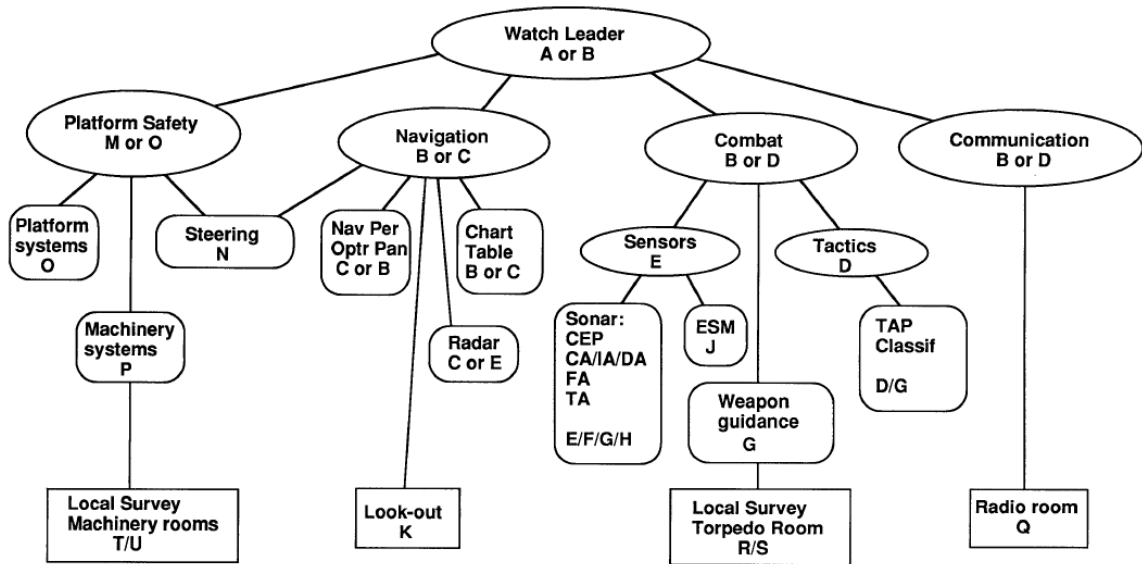 Watch Leader
A or B
Platform Safety
M or O
Navigation
B or C
Combat
B or D
Communication
B or D
Platform
systems
O
Steering
N
Nav Per
Optr Pan
C or B
Chart
Table
B or C
Sensors
E
Tactics
D
Machinery
systems
P
Radar
C or E
Sonar:
CEP
CA/IA/DA
FA
TA
E/F/G/H
ESM
J
TAP
Classif
D/G
Weapon
guidance
G
Local Survey
Machinery rooms
T/U
Look-out
K
Local Survey
Torpedo Room
R/S
Radio room
Q